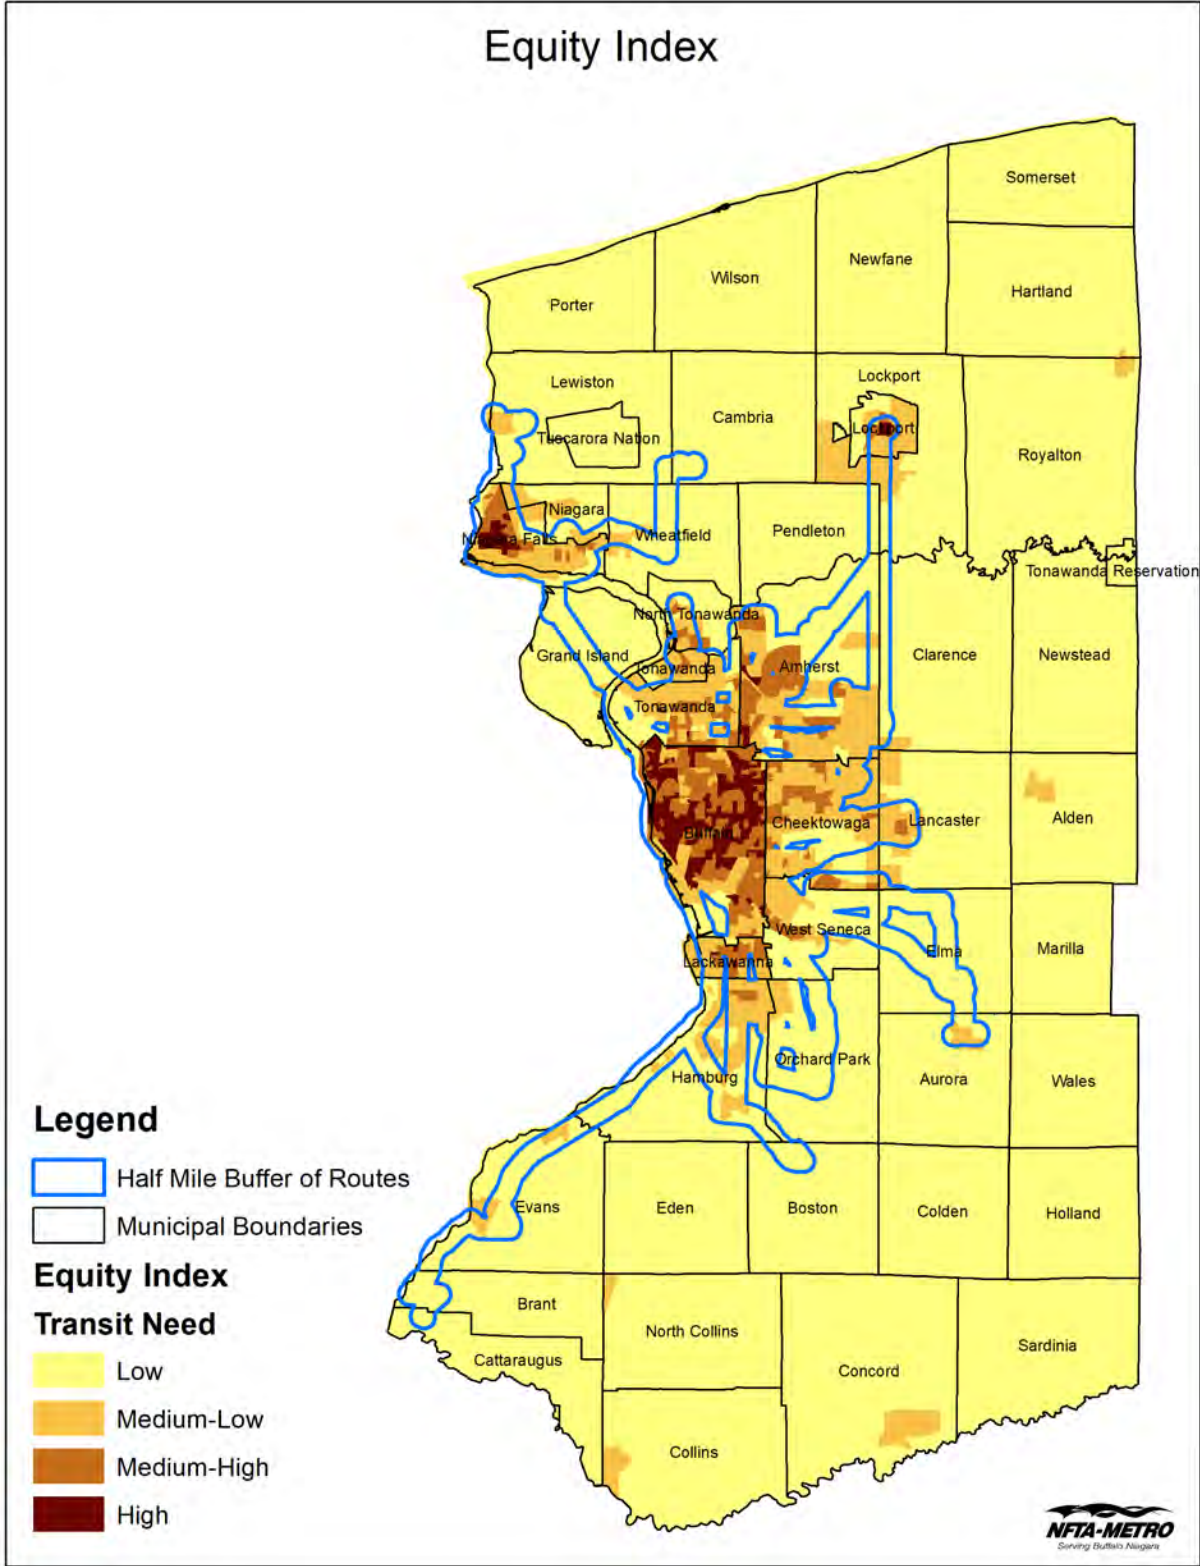 Equity Index
Somerset
Newfane
Wilson
Hartland
Porter
Lockport
Lewiston
Cambria
Lockport
Tuscarora Nation
Royalton
Niagara
Pendleton
Wheatfield
Niagara Falls
Tonawanda Reservation
North Tonawanda
Grand Island
Clarence
Newstead
Tonawanda
Amherst
Tonawanda
Alden
Lancaster
Cheektowaga
Buffalo
West Seneca
Marilla
Elma
Lackawanna
Orchard Park
Hamburg
Aurora
Wales
Evans
Eden
Boston
Colden
Holland
Brant
North Collins
Sardinia
Cattaraugus
Concord
Collins
Legend
Half Mile Buffer of Routes
Municipal Boundaries
Equity Index
Transit Need
Low
Medium-Low
Medium-High
High
NFTA-METRO
Serving Buffalo Niagara